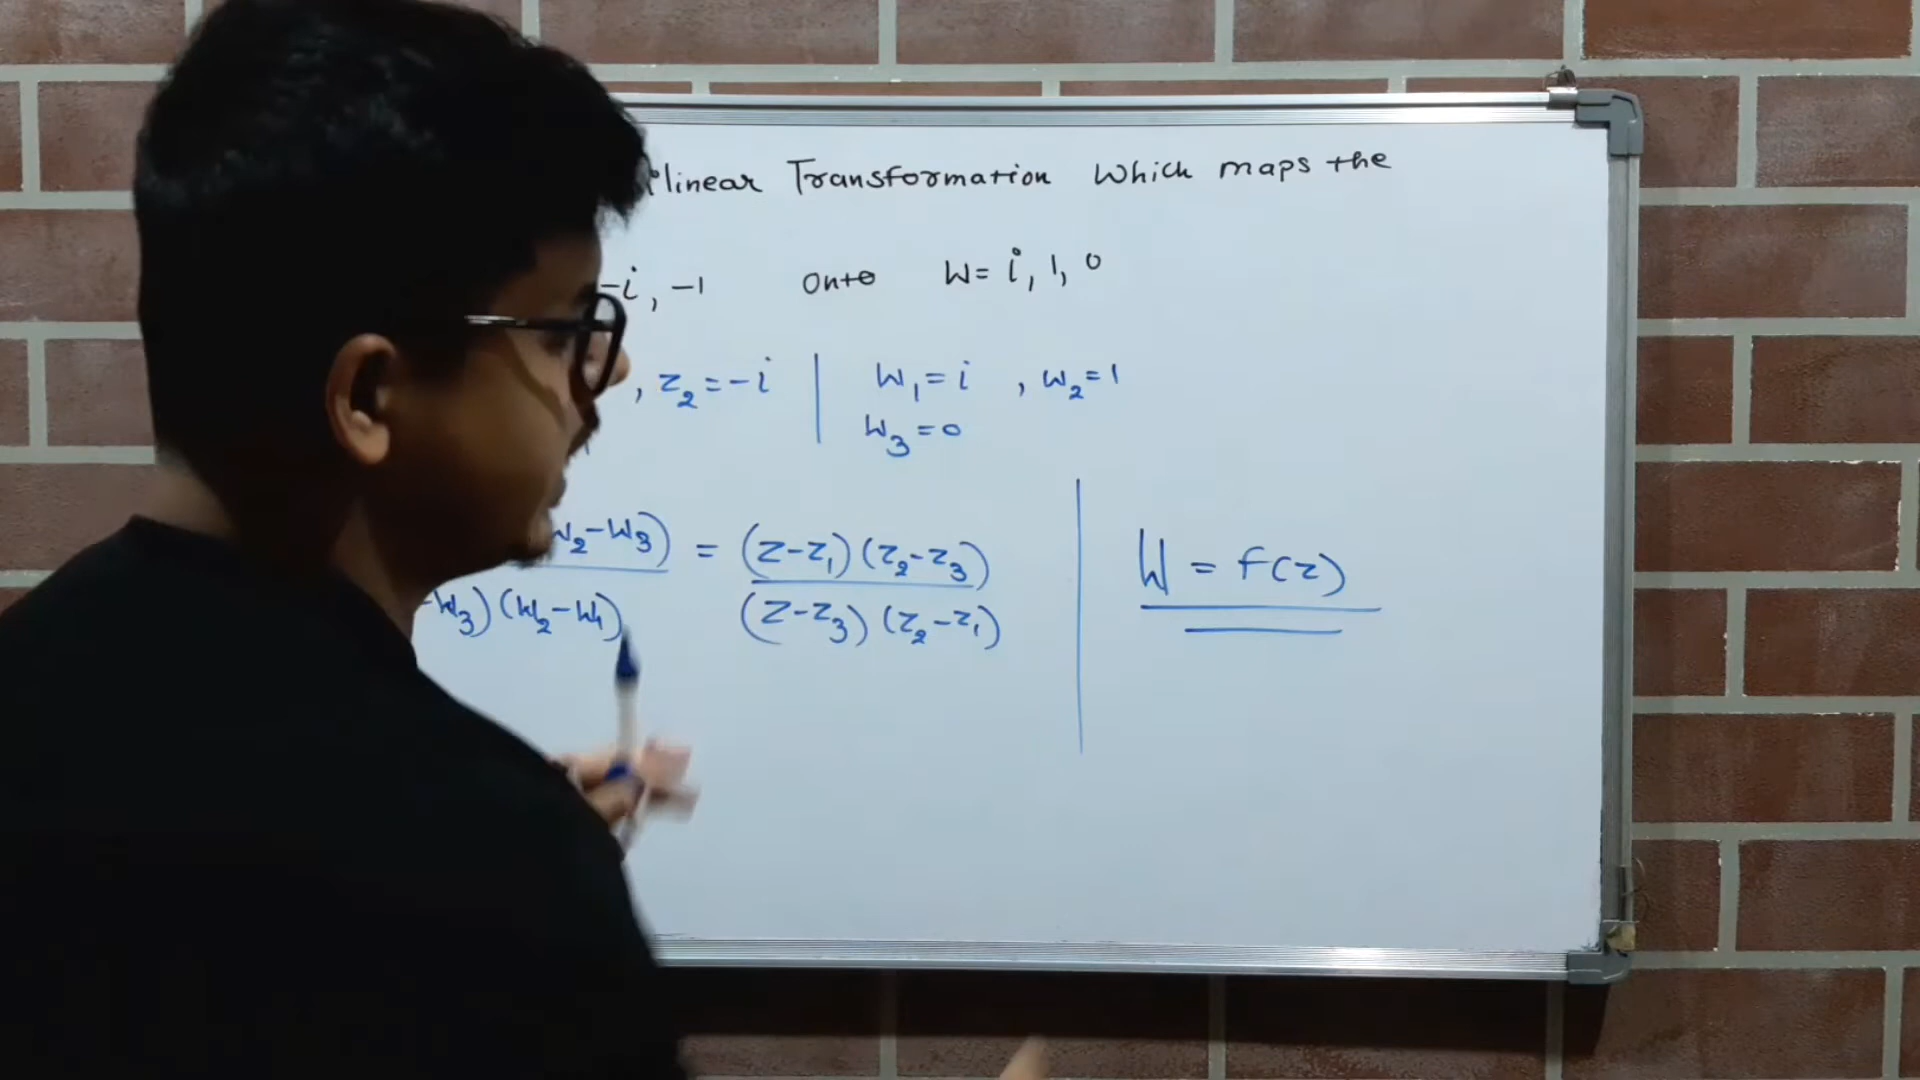 linear Transformation which maps the
-i, -1 onto W= i, 1, 0
, z₂ = -i | W₁ = i , W₂ = 1
W₃ = 0
W₂-W₃) = (z-z₁)(z₂-z₃) | W = f(z)
-W₃)(W₂-W₁) (z-z₃)(z₂-z₁)